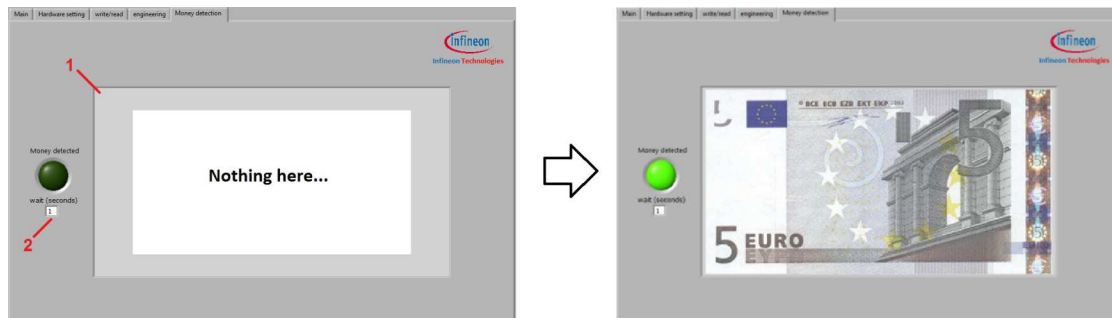 Main Hardware setting write/read engineering Money detection
infineon
Infineon Technologies
1
Money detected
wait (seconds)
1
2
Nothing here...
Main Hardware setting write/read engineering Money detection
infineon
Infineon Technologies
Money detected
wait (seconds)
1
5
© BCE ECB EZB EKT EKP
5
5 EURO
ΕΥΡΩ